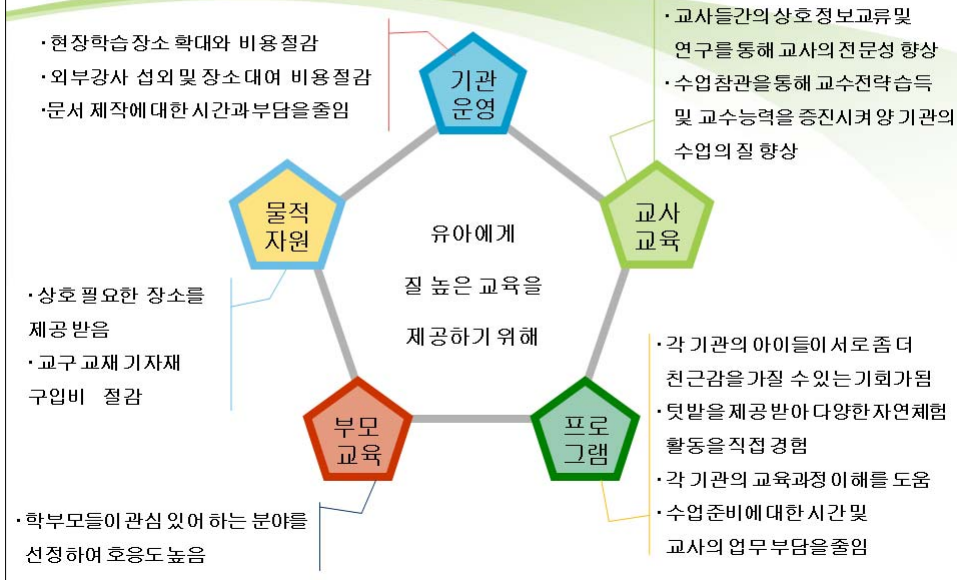 · 현장학습 장소 확대와 비용절감
· 외부강사 섭외 및 장소 대여 비용절감
· 문서 제작에 대한 시간과 부담을 줄임
기관
운영
· 교사들간의 상호 정보교류 및
연구를 통해 교사의 전문성 향상
· 수업참관을 통해 교수전략 습득
및 교수능력을 증진시켜 양 기관의
수업의 질 향상
물적
자원
교사
교육
유아에게
질 높은 교육을
제공하기 위해
· 상호 필요한 장소를
제공 받음
· 교구 교재 기자재
구입비 절감
부모
교육
프로
그램
· 각 기관의 아이들이 서로 좀 더
친근감을 가질 수 있는 기회가 됨
· 텃밭을 제공 받아 다양한 자연체험
활동을 직접 경험
· 각 기관의 교육과정 이해를 도움
· 수업 준비에 대한 시간 및
교사의 업무 부담을 줄임
· 학부모들이 관심 있어 하는 분야를
선정하여 호응도 높음